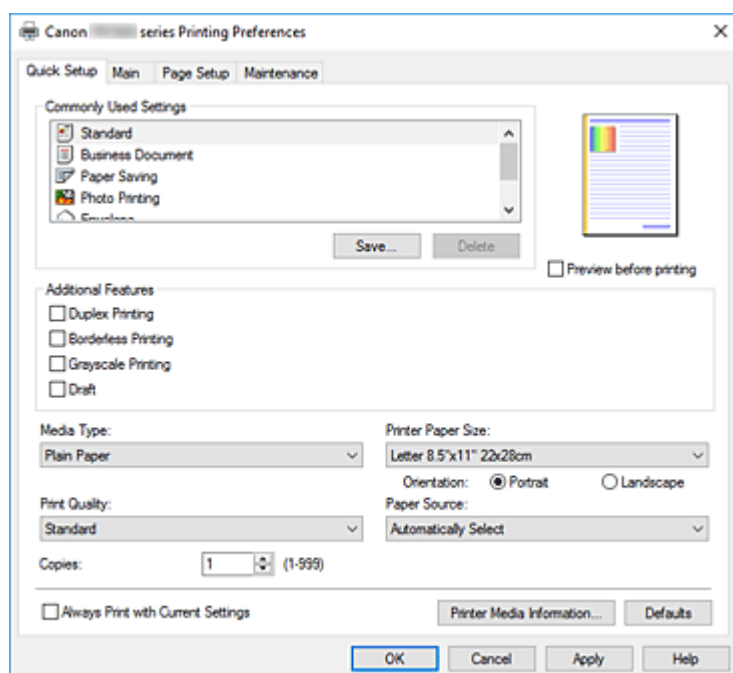 Canon series Printing Preferences
Quick Setup Main Page Setup Maintenance
Commonly Used Settings
Standard
Business Document
Paper Saving
Photo Printing
Save... Delete
Preview before printing
Additional Features
Duplex Printing
Borderless Printing
Grayscale Printing
Draft
Media Type: Printer Paper Size:
Plain Paper Letter 8.5"x11" 22x28cm
Orientation: Portrait Landscape
Print Quality: Paper Source:
Standard Automatically Select
Copies: 1 (1-999)
Always Print with Current Settings Printer Media Information... Defaults
OK Cancel Apply Help